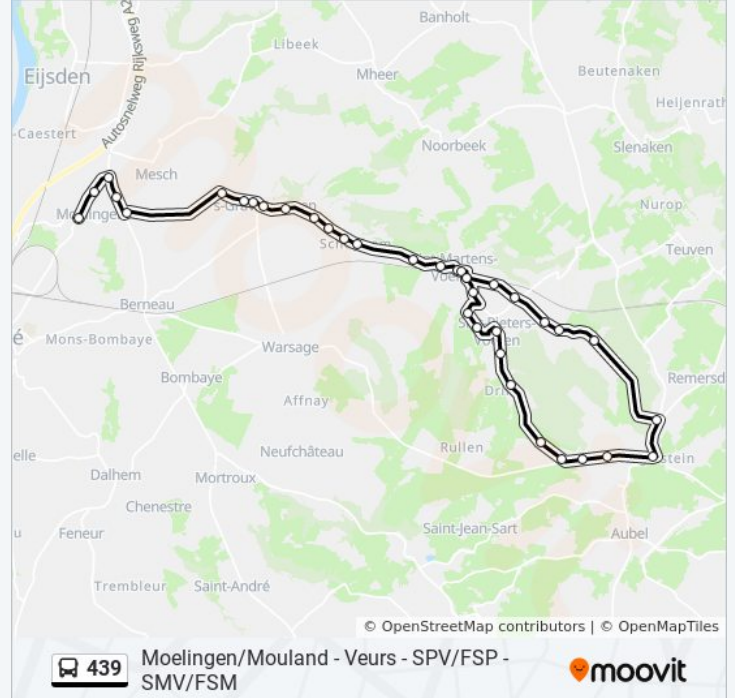 Banholt
Libeek
Eijsden
Mheer
Beutenaken
Autosnelweg Rijksweg A2
Heljenrath
-Caestert
Noorbeek
Slenaken
Mesch
Nurop
Teuven
Berneau
é
Mons-Bombaye
Warsage
Bombaye
Remersd
Affnay
Rullen
elle
Neufchâteau
stein
Dalhem
Mortroux
Chenestre
u
Feneur
Saint-Jean-Sart
Aubel
Trembleur
Saint-André
© OpenStreetMap contributors | © OpenMapTiles
439
Moelingen/Mouland - Veurs - SPV/FSP -
SMV/FSM
moovit